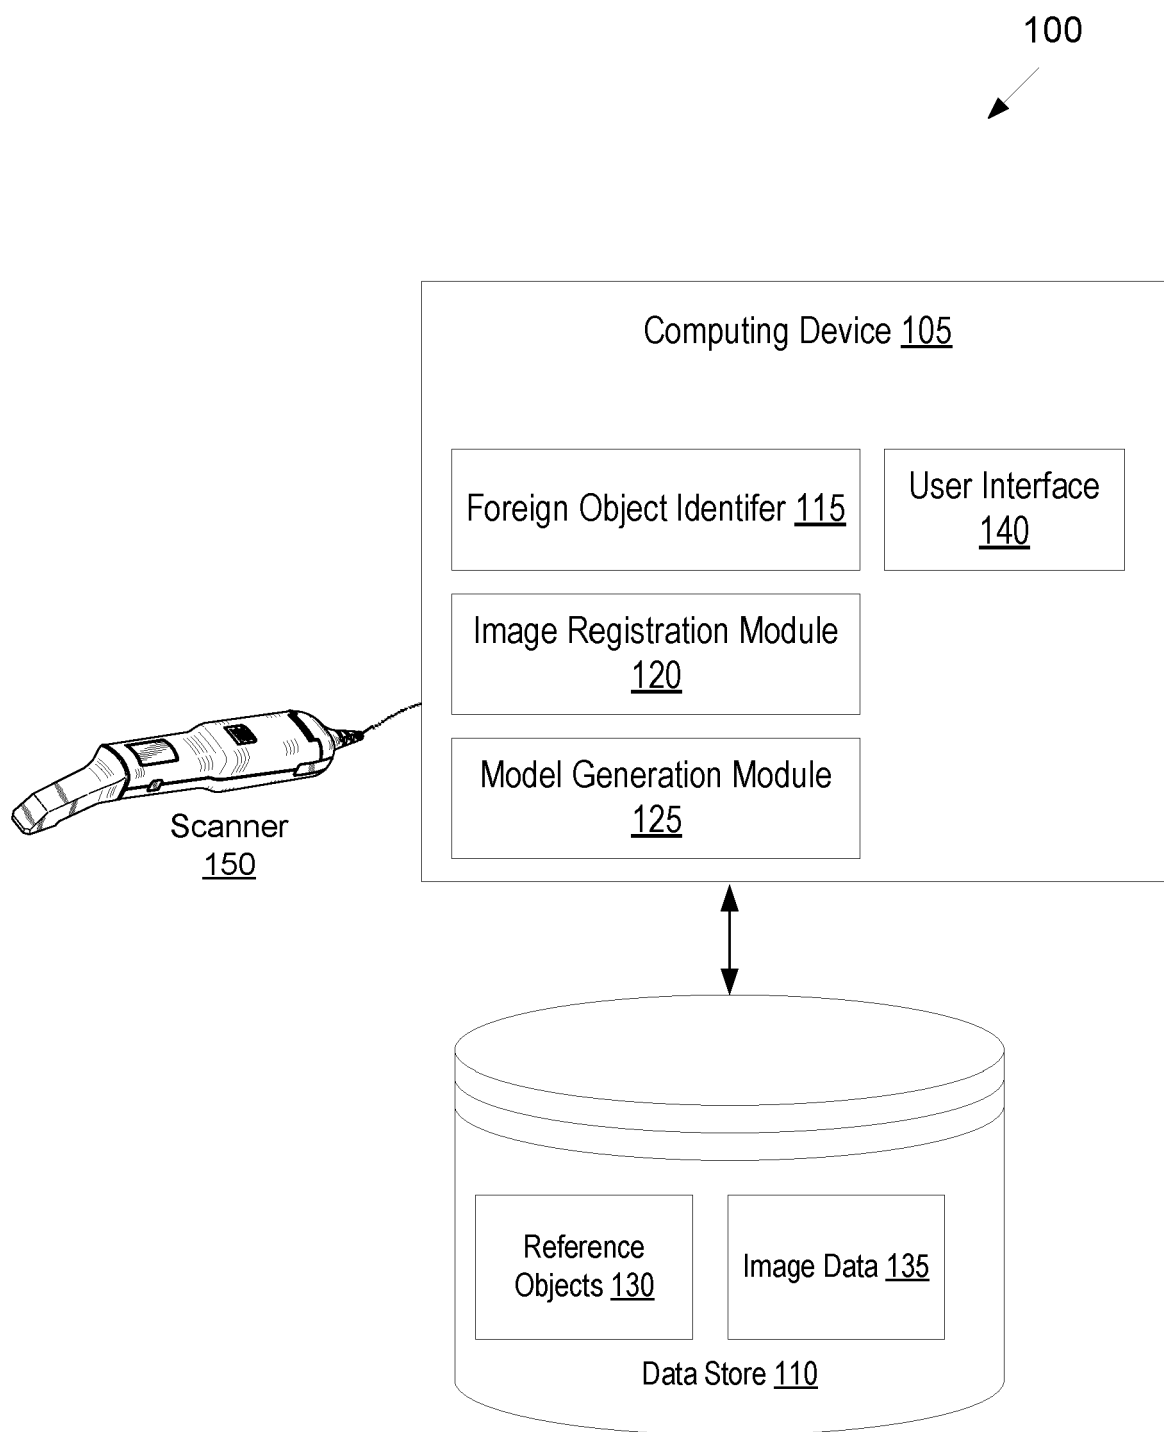 100
Computing Device 105
Foreign Object Identifer 115
User Interface
140
Image Registration Module
120
Model Generation Module
125
Scanner
150
Reference
Objects 130
Image Data 135
Data Store 110